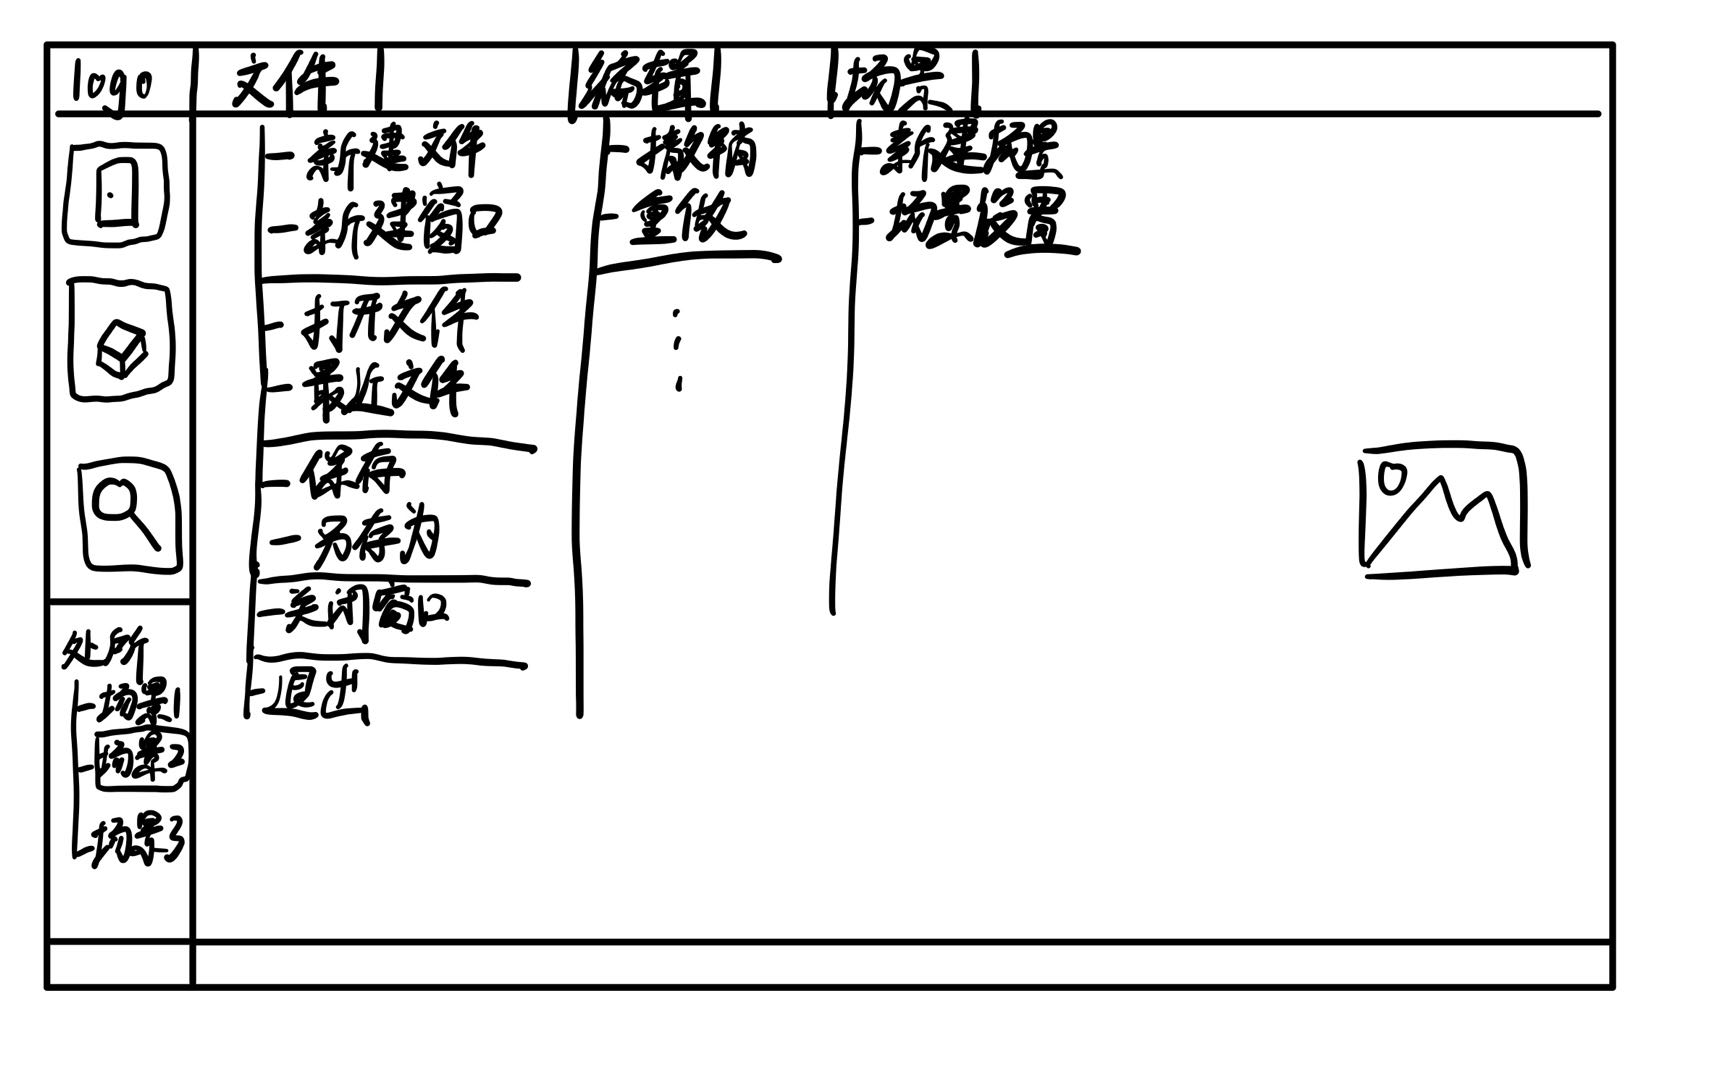 logo
文件
编辑
场景
新建文件
新建窗口
打开文件
最近文件
保存
另存为
关闭窗口
退出
撤销
重做
新建场景
场景设置
处所
场景1
场景2
场景3